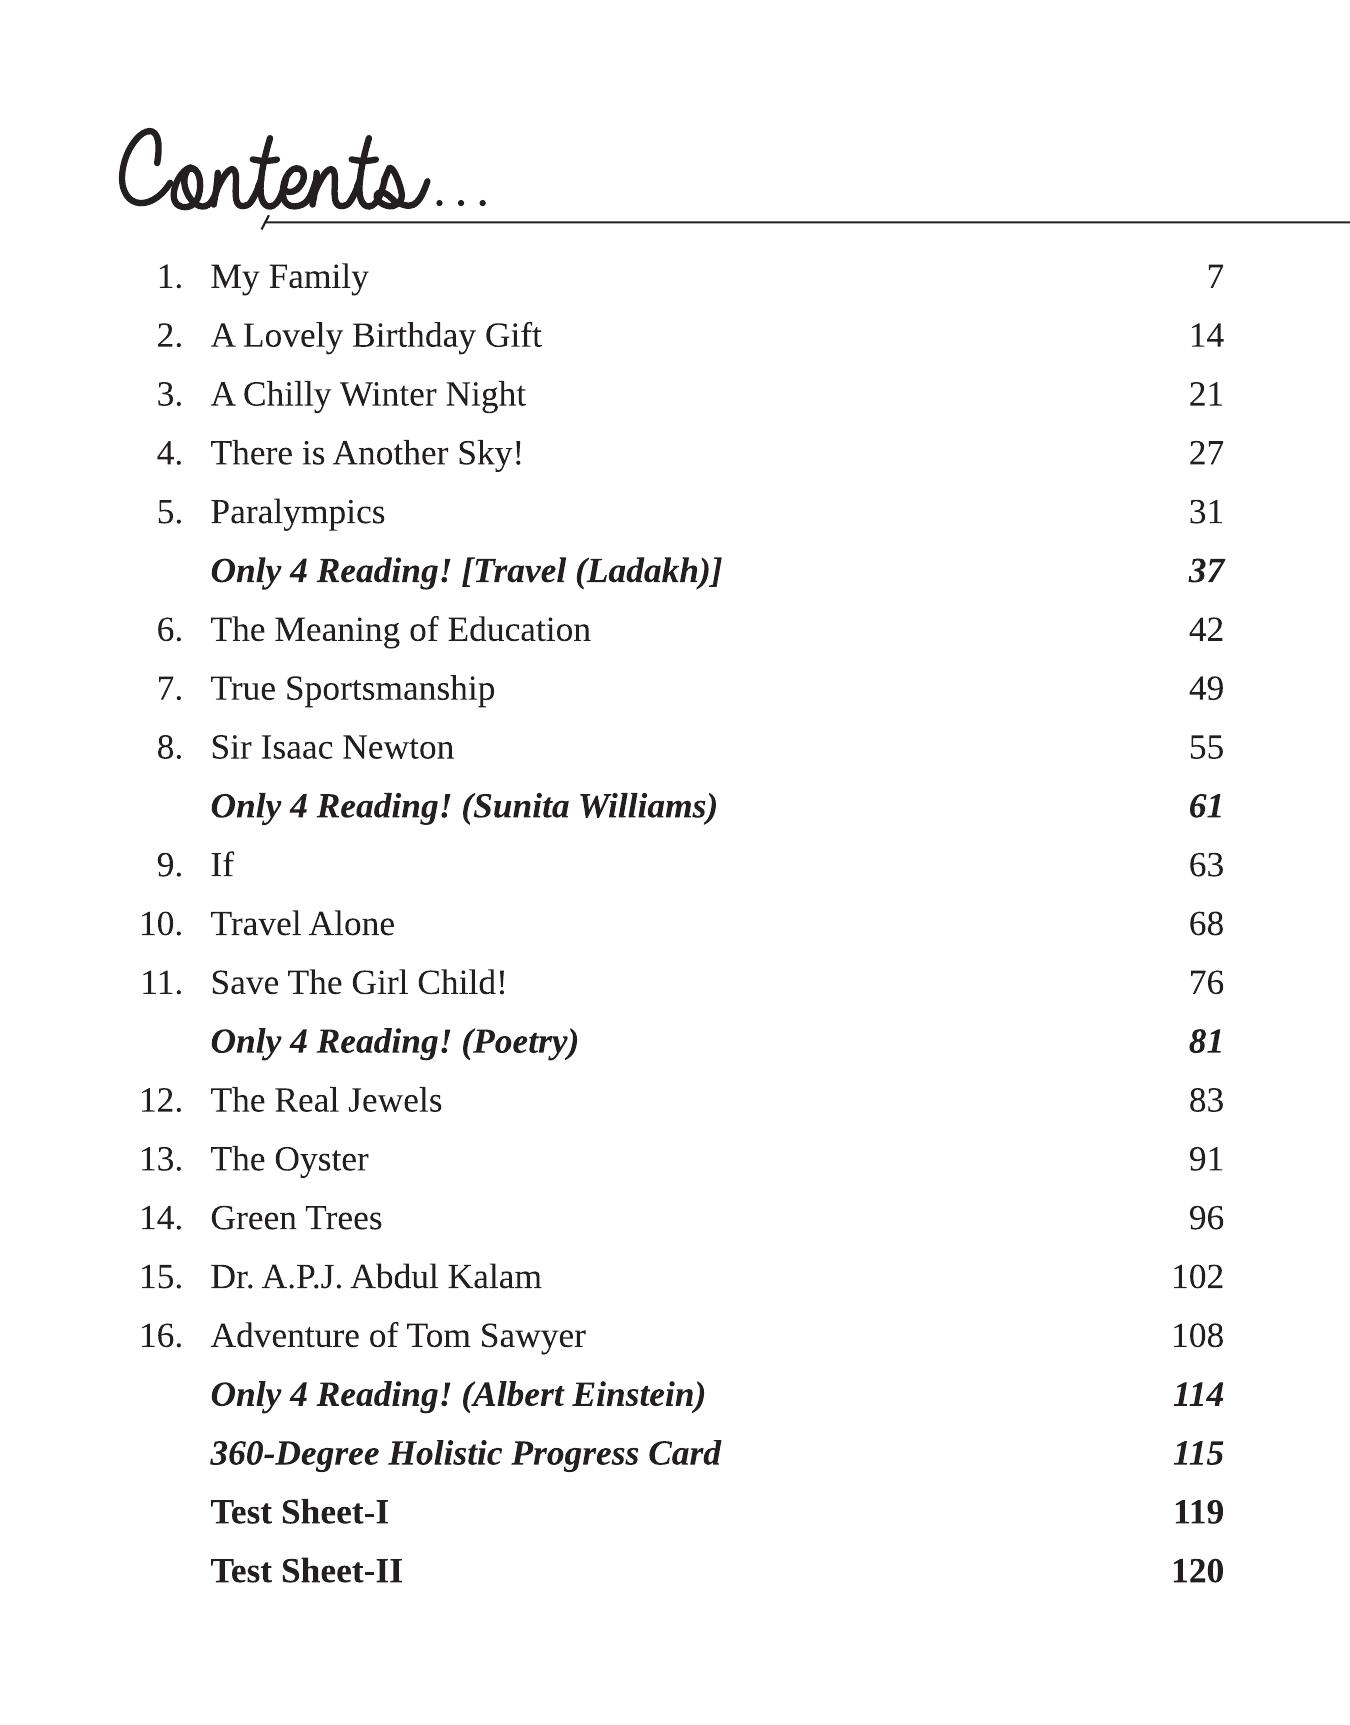 Contents...
1. My Family 7
2. A Lovely Birthday Gift 14
3. A Chilly Winter Night 21
4. There is Another Sky! 27
5. Paralympics 31
Only 4 Reading! [Travel (Ladakh)] 37
6. The Meaning of Education 42
7. True Sportsmanship 49
8. Sir Isaac Newton 55
Only 4 Reading! (Sunita Williams) 61
9. If 63
10. Travel Alone 68
11. Save The Girl Child! 76
Only 4 Reading! (Poetry) 81
12. The Real Jewels 83
13. The Oyster 91
14. Green Trees 96
15. Dr. A.P.J. Abdul Kalam 102
16. Adventure of Tom Sawyer 108
Only 4 Reading! (Albert Einstein) 114
360-Degree Holistic Progress Card 115
Test Sheet-I 119
Test Sheet-II 120